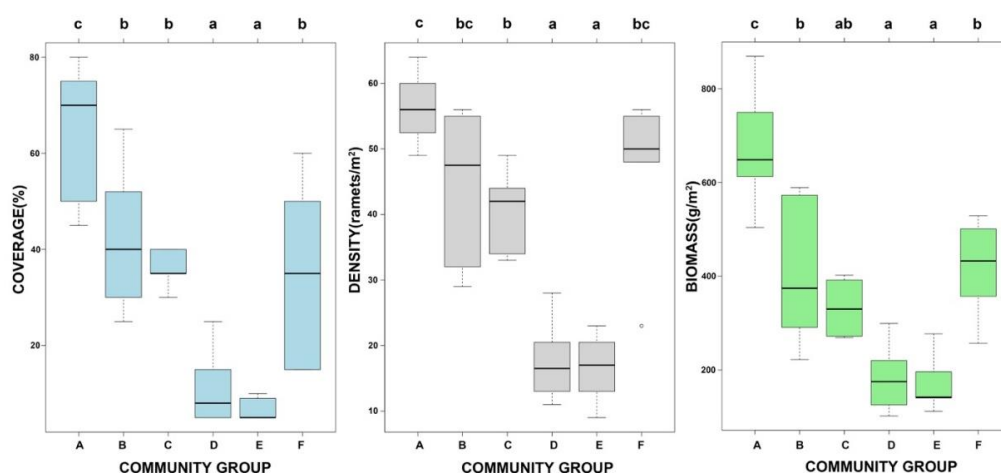 c b b a a b
COVERAGE(%)
80
60
40
20
A B C D E F
COMMUNITY GROUP
c bc b a a bc
DENSITY(ramets/m²)
60
50
40
30
20
10
A B C D E F
COMMUNITY GROUP
c b ab a a b
BIOMASS(g/m²)
800
600
400
200
A B C D E F
COMMUNITY GROUP